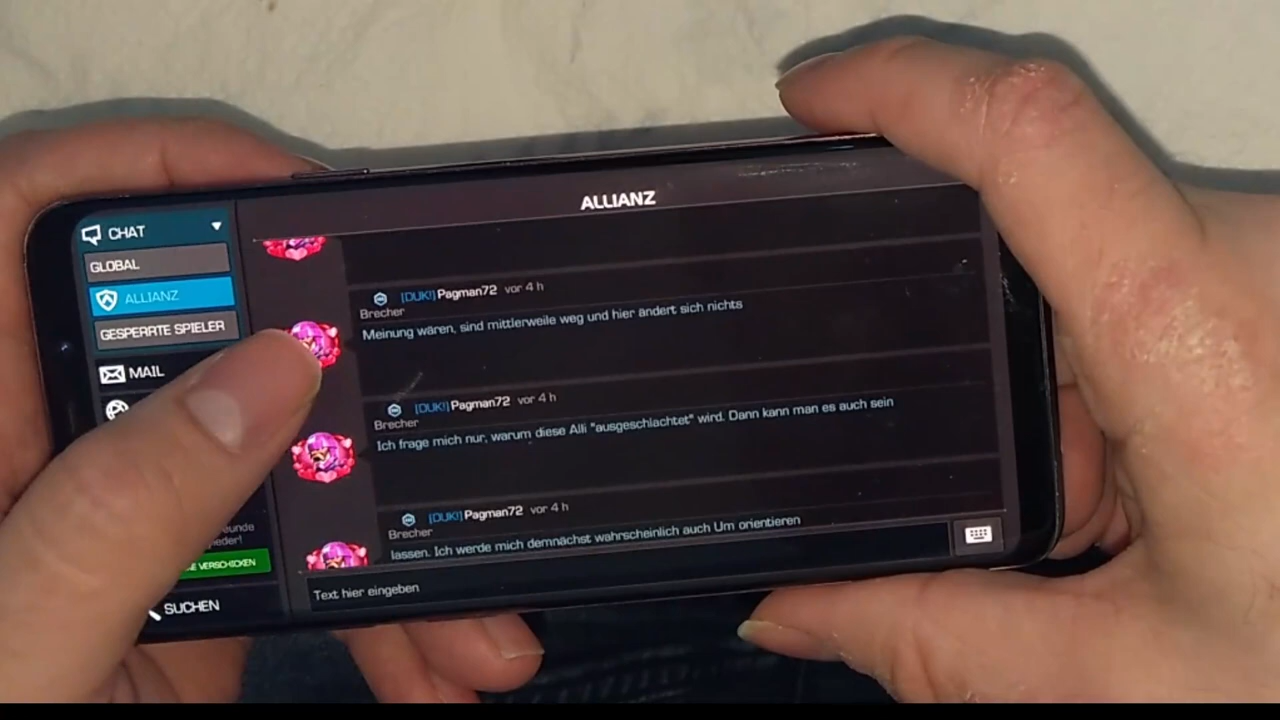 ALLIANZ
CHAT
GLOBAL
ALLIANZ
GESPERRTE SPIELER
MAIL
SUCHEN
VERSCHICKEN
[DUK!] Pagman72 vor 4 h
Brecher
Meinung wären, sind mittlerweile weg und hier ändert sich nichts
[DUK!] Pagman72 vor 4 h
Brecher
Ich frage mich nur, warum diese Alli "ausgeschlachtet" wird. Dann kann man es auch sein
[DUK!] Pagman72 vor 4 h
Brecher
lassen. Ich werde mich demnächst wahrscheinlich auch Um orientieren
Text hier eingeben